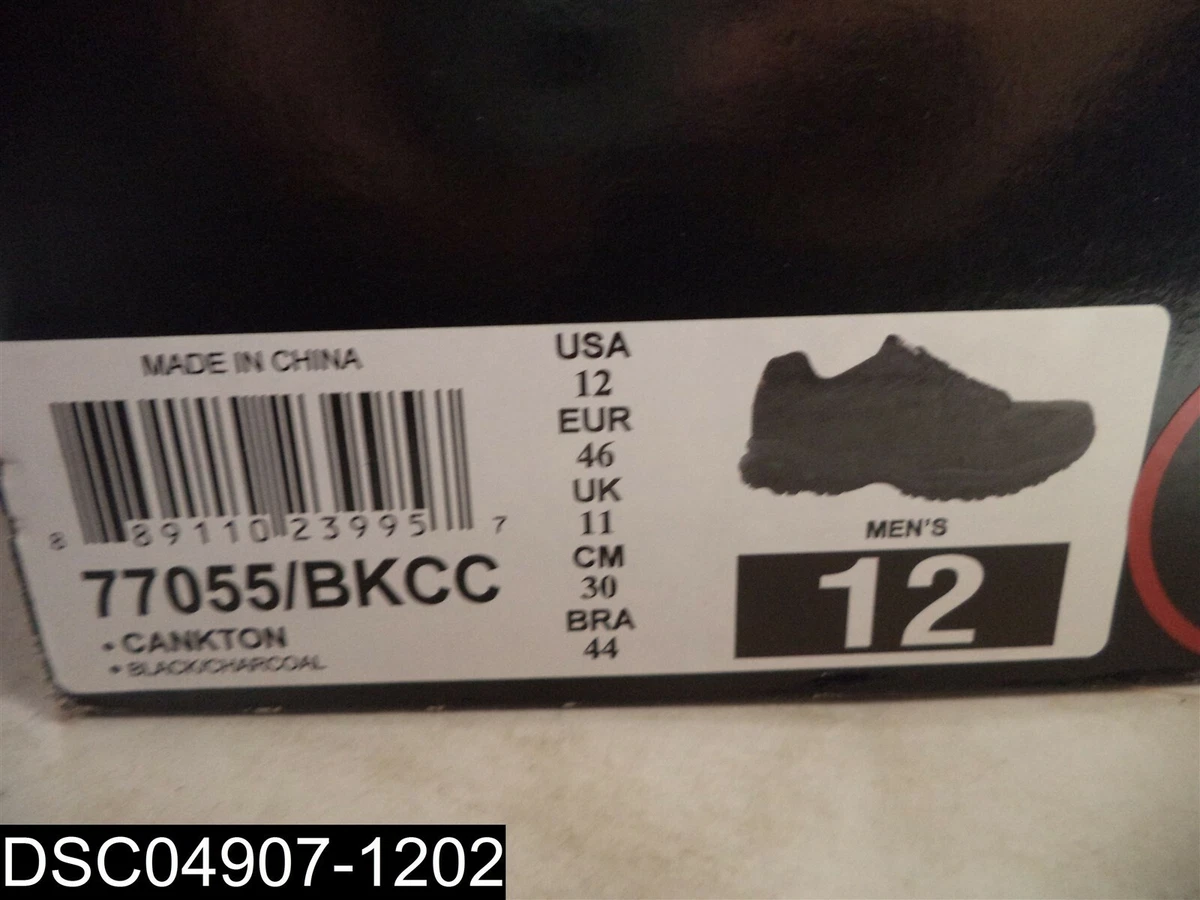 MADE IN CHINA
8 89110 23995 7
77055/BKCC
• CANKTON
• BLACK/CHARCOAL
USA
12
EUR
46
UK
11
CM
30
BRA
44
MEN'S
12
DSC04907-1202